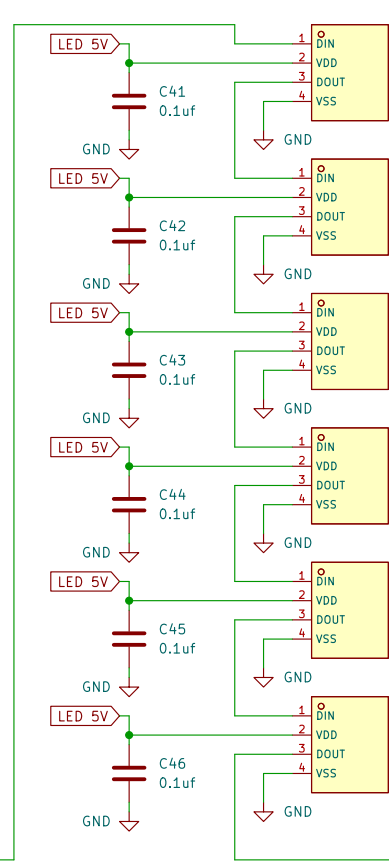 LED 5V
1 DIN
2 VDD
C41
3 DOUT
0.1uf
4 VSS
GND
GND
LED 5V
1 DIN
2 VDD
C42
3 DOUT
0.1uf
4 VSS
GND
GND
LED 5V
1 DIN
2 VDD
C43
3 DOUT
0.1uf
4 VSS
GND
GND
LED 5V
1 DIN
2 VDD
C44
3 DOUT
0.1uf
4 VSS
GND
GND
LED 5V
1 DIN
2 VDD
C45
3 DOUT
0.1uf
4 VSS
GND
GND
LED 5V
1 DIN
2 VDD
C46
3 DOUT
0.1uf
4 VSS
GND
GND